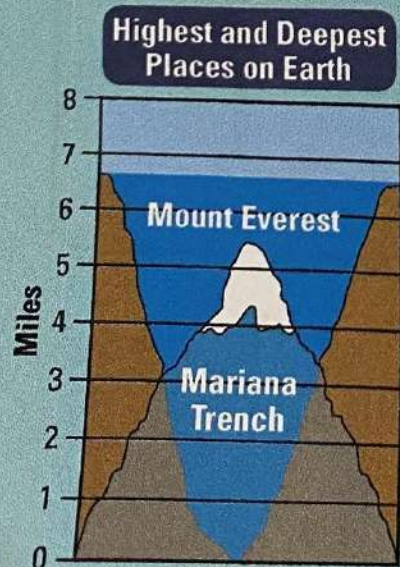 Highest and Deepest
Places on Earth
8
7
6
5
4
3
2
1
0
Miles
Mount Everest
Mariana
Trench